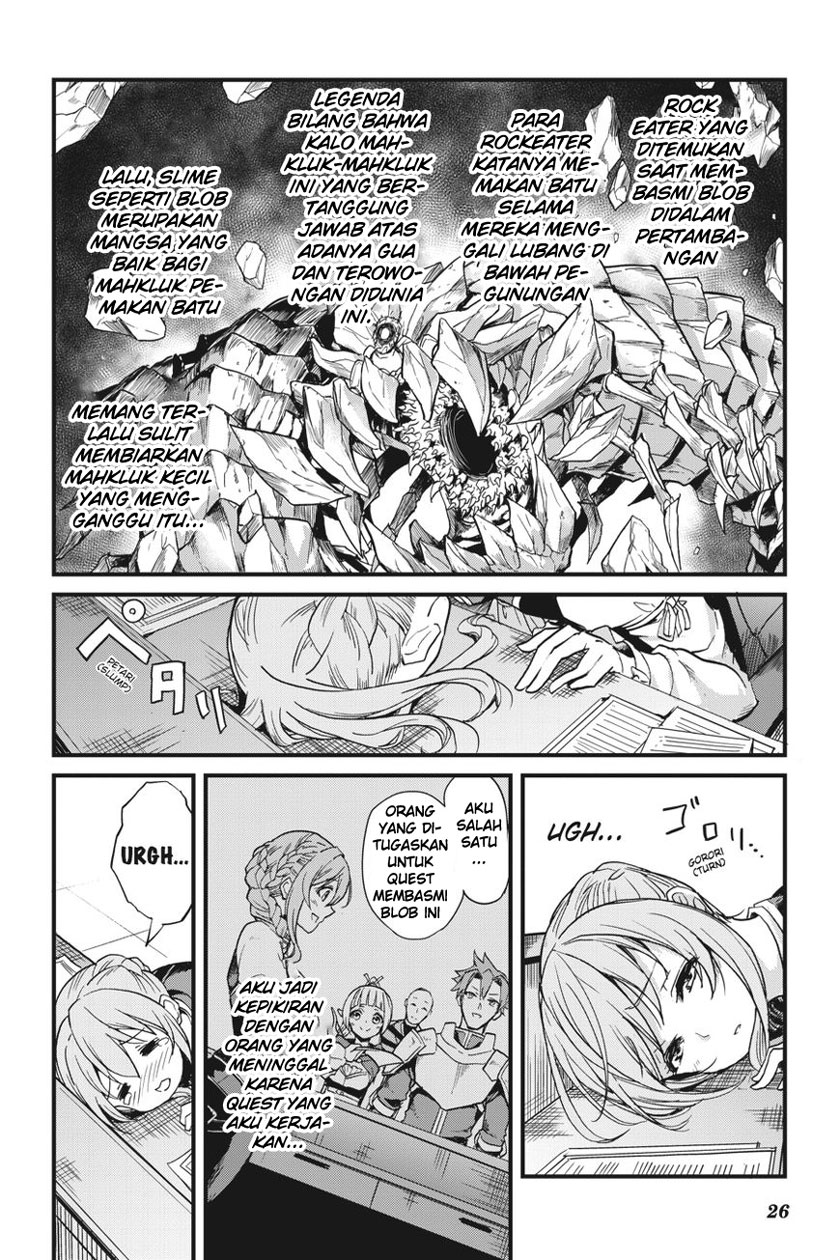 ROCK
EATER YANG
DITEMUKAN
SAAT MEM-
BASMI BLOB
DIDALAM
PERTAMBA-
NGAN
PARA
ROCKEATER
KATANYA ME-
MAKAN BATU
SELAMA
MEREKA MENG-
GALI LUBANG DI
BAWAH PE-
GUNUNGAN
LEGENDA
BILANG BAHWA
KALO MAH-
KLUK-MAHKLUK
INI YANG BER-
TANGGUNG
JAWAB ATAS
ADANYA GUA
DAN TEROWO-
NGAN DIDUNIA
INI.
LALU, SLIME
SEPERTI BLOB
MERUPAKAN
MANGSA YANG
BAIK BAGI
MAHKLUK PE-
MAKAN BATU
MEMANG TER-
LALU SULIT
MEMBIARKAN
MAHKLUK KECIL
YANG MENG-
GANGGU ITU...
ペタリッ
PETARI
(SLUMP)
ゴロリ...
GORORI
(TURN)
UGH...
AKU
SALAH
SATU
...
ORANG
YANG DI-
TUGASKAN
UNTUK
QUEST
MEMBASMI
BLOB INI
AKU JADI
KEPIKIRAN
DENGAN
ORANG YANG
MENINGGAL
KARENA
QUEST YANG
AKU KERJA-
KAN...
URGH...
26